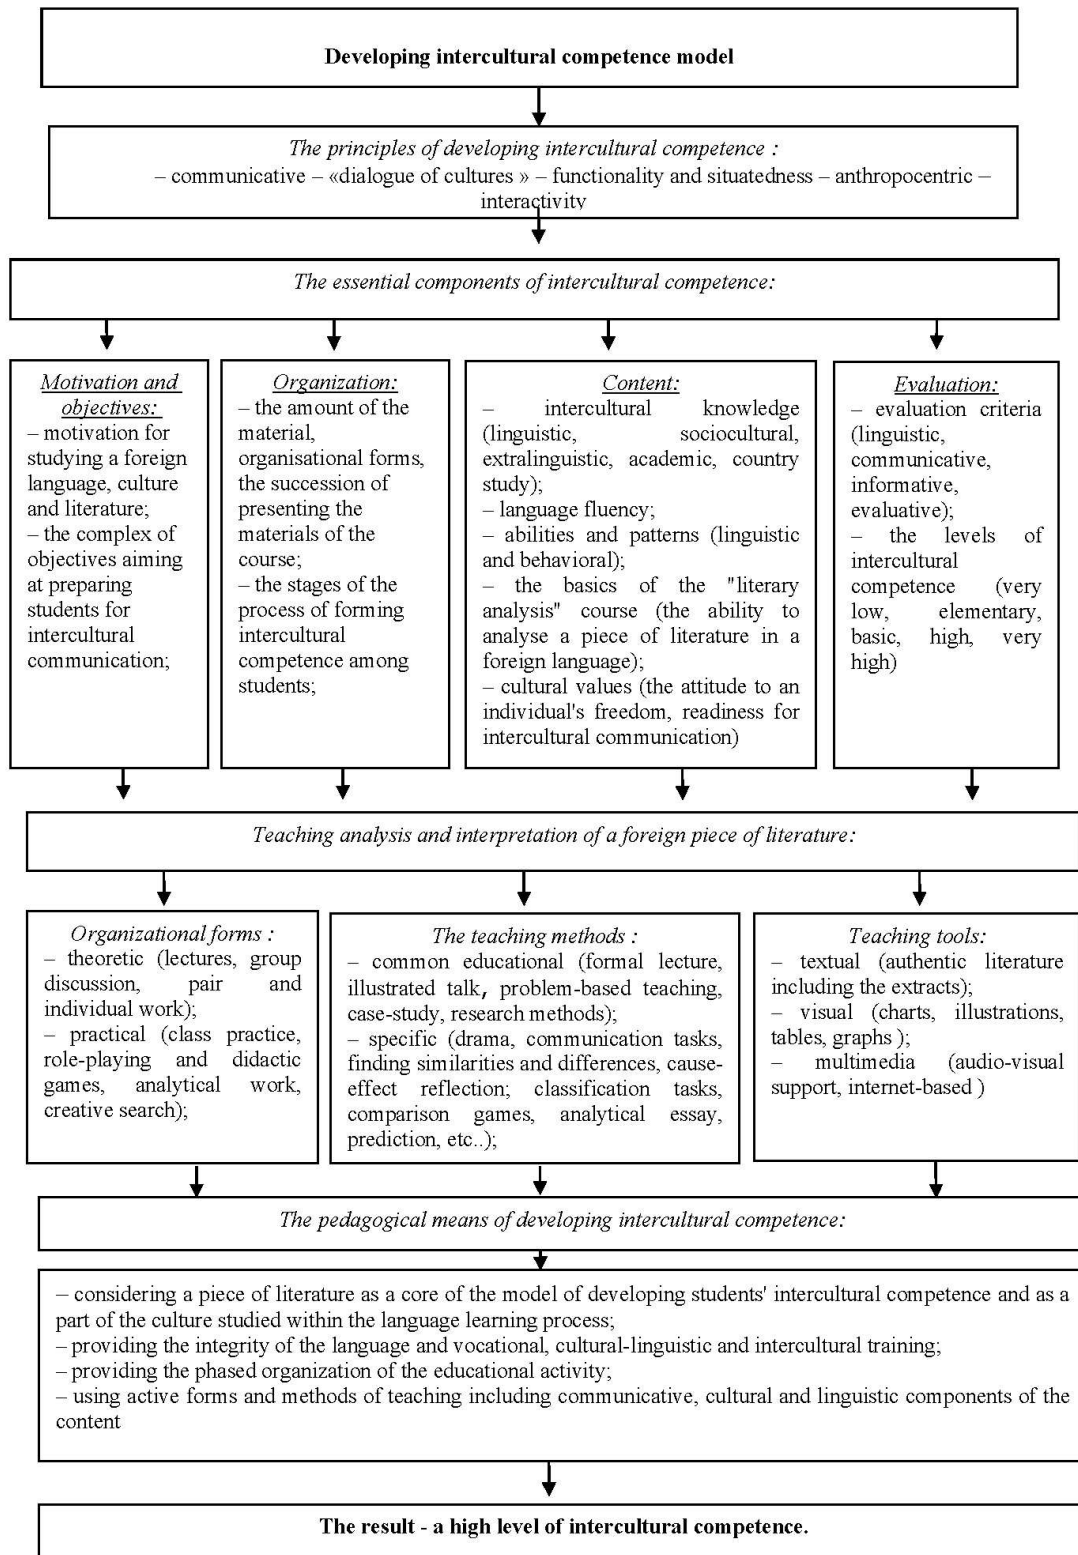 Developing intercultural competence model
The principles of developing intercultural competence :
– communicative – «dialogue of cultures » – functionality and situatedness – anthropocentric –
interactivity
The essential components of intercultural competence:
Motivation and
objectives:
– motivation for
studying a foreign
language, culture
and literature;
– the complex of
objectives aiming
at preparing
students for
intercultural
communication;
Organization:
– the amount of the
material,
organisational forms,
the succession of
presenting the
materials of the
course;
– the stages of the
process of forming
intercultural
competence among
students;
Content:
– intercultural knowledge
(linguistic, sociocultural,
extralinguistic, academic, country
study);
– language fluency;
– abilities and patterns (linguistic
and behavioral);
– the basics of the "literary
analysis" course (the ability to
analyse a piece of literature in a
foreign language);
– cultural values (the attitude to an
individual's freedom, readiness for
intercultural communication)
Evaluation:
– evaluation criteria
(linguistic,
communicative,
informative,
evaluative);
– the levels of
intercultural
competence (very
low, elementary,
basic, high, very
high)
Teaching analysis and interpretation of a foreign piece of literature:
Organizational forms :
– theoretic (lectures, group
discussion, pair and
individual work);
– practical (class practice,
role-playing and didactic
games, analytical work,
creative search);
The teaching methods :
– common educational (formal lecture,
illustrated talk, problem-based teaching,
case-study, research methods);
– specific (drama, communication tasks,
finding similarities and differences, cause-
effect reflection; classification tasks,
comparison games, analytical essay,
prediction, etc..);
Teaching tools:
– textual (authentic literature
including the extracts);
– visual (charts, illustrations,
tables, graphs );
– multimedia (audio-visual
support, internet-based )
The pedagogical means of developing intercultural competence:
– considering a piece of literature as a core of the model of developing students' intercultural competence and as a
part of the culture studied within the language learning process;
– providing the integrity of the language and vocational, cultural-linguistic and intercultural training;
– providing the phased organization of the educational activity;
– using active forms and methods of teaching including communicative, cultural and linguistic components of the
content
The result - a high level of intercultural competence.